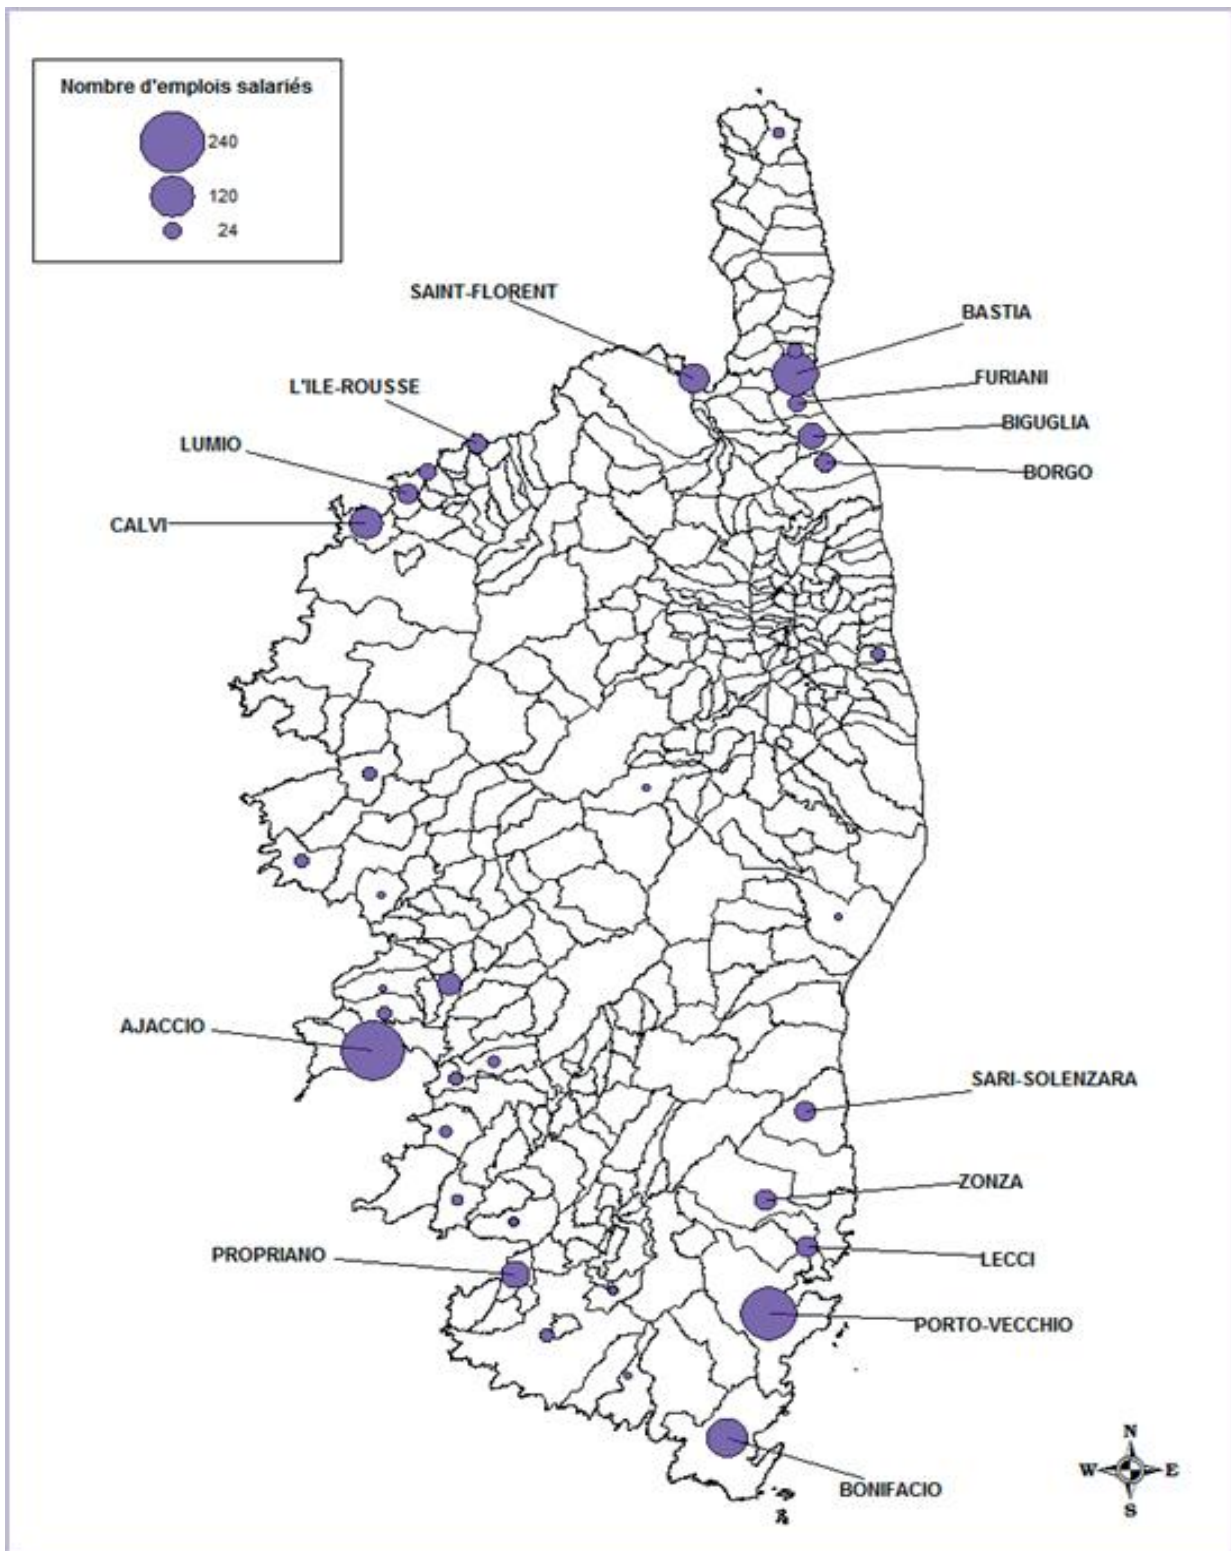 Nombre d'emplois salariés
240
120
24
SAINT-FLORENT
BASTIA
L'ILE-ROUSSE
FURIANI
LUMIO
BIGUGLIA
BORGO
CALVI
AJACCIO
SARI-SOLENZARA
ZONZA
PROPRIANO
LECCI
PORTO-VECCHIO
N
W E
S
BONIFACIO